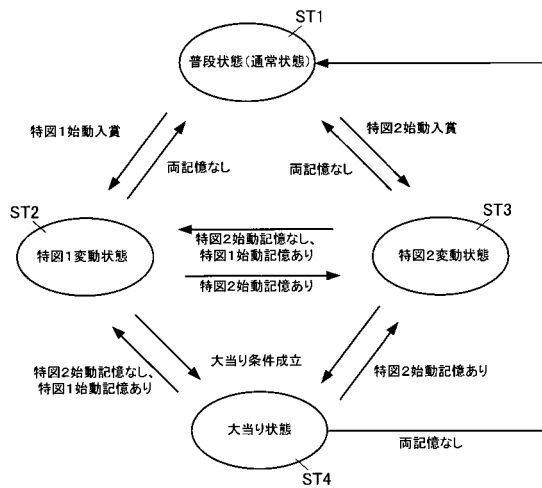 ST1
普段状態(通常状態)
特図1始動入賞
特図2始動入賞
両記憶なし
両記憶なし
ST2
ST3
特図1変動状態
特図2変動状態
特図2始動記憶なし、
特図1始動記憶あり
特図2始動記憶あり
特図2始動記憶なし、
特図1始動記憶あり
大当り条件成立
特図2始動記憶あり
大当り状態
両記憶なし
ST4